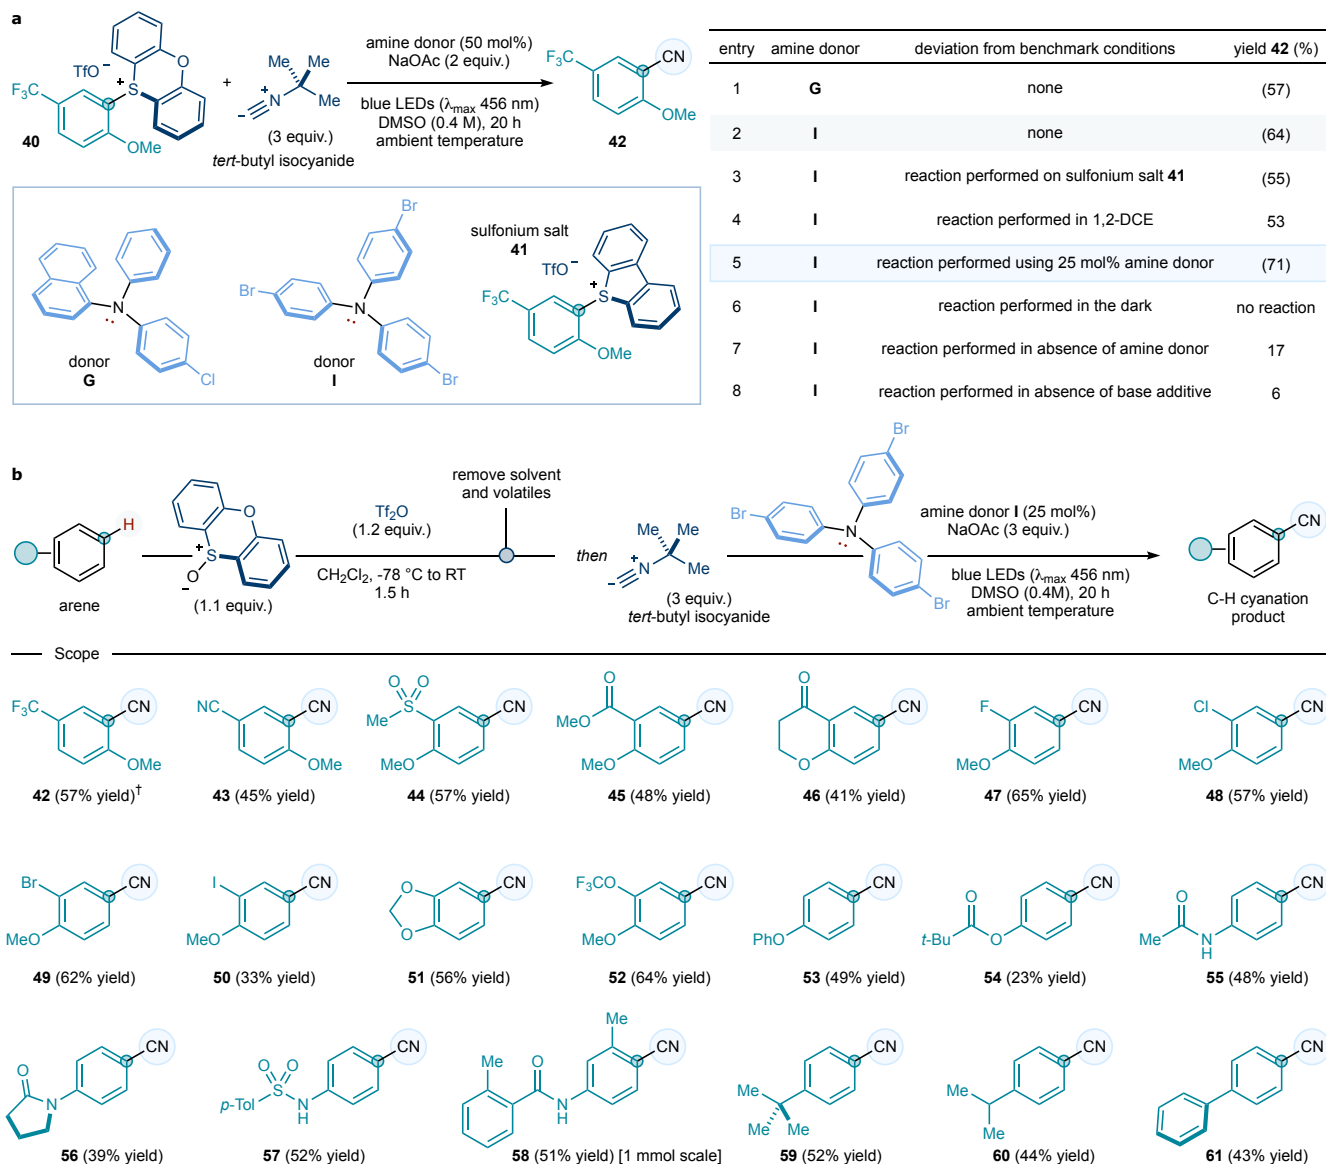 a
TfO⁻
S⁺
O
F₃C
OMe
40
+
Me
Me
Me
N⁺
−
(3 equiv.)
tert-butyl isocyanide
amine donor (50 mol%)
NaOAc (2 equiv.)
blue LEDs (λmax 456 nm)
DMSO (0.4 M), 20 h
ambient temperature
F₃C
CN
OMe
42
N
Cl
donor
G
Br
Br
N
Br
donor
I
sulfonium salt
41
TfO⁻
S⁺
F₃C
OMe
entry amine donor deviation from benchmark conditions yield 42 (%)
1 G none (57)
2 I none (64)
3 I reaction performed on sulfonium salt 41 (55)
4 I reaction performed in 1,2-DCE 53
5 I reaction performed using 25 mol% amine donor (71)
6 I reaction performed in the dark no reaction
7 I reaction performed in absence of amine donor 17
8 I reaction performed in absence of base additive 6
b
H
arene
O
S⁺
O
−
(1.1 equiv.)
Tf₂O
(1.2 equiv.)
CH₂Cl₂, -78 °C to RT
1.5 h
remove solvent
and volatiles
then
Me
Me
Me
N⁺
−
(3 equiv.)
tert-butyl isocyanide
Br
Br
N
Br
amine donor I (25 mol%)
NaOAc (3 equiv.)
blue LEDs (λmax 456 nm)
DMSO (0.4M), 20 h
ambient temperature
CN
C-H cyanation
product
Scope
F₃C CN
OMe
42 (57% yield)†
NC CN
OMe
43 (45% yield)
O O
S
Me CN
MeO
44 (57% yield)
O
MeO CN
MeO
45 (48% yield)
O
CN
O
46 (41% yield)
F CN
MeO
47 (65% yield)
Cl CN
MeO
48 (57% yield)
Br CN
MeO
49 (62% yield)
I CN
MeO
50 (33% yield)
O CN
O
51 (56% yield)
F₃CO CN
MeO
52 (64% yield)
CN
PhO
53 (49% yield)
CN
O
t-Bu O
54 (23% yield)
CN
O
Me N
H
55 (48% yield)
CN
O
N
56 (39% yield)
CN
O O
S
p-Tol N
H
57 (52% yield)
Me
CN
Me O
N
H
58 (51% yield) [1 mmol scale]
CN
Me
Me Me
59 (52% yield)
CN
Me
Me
60 (44% yield)
CN
61 (43% yield)